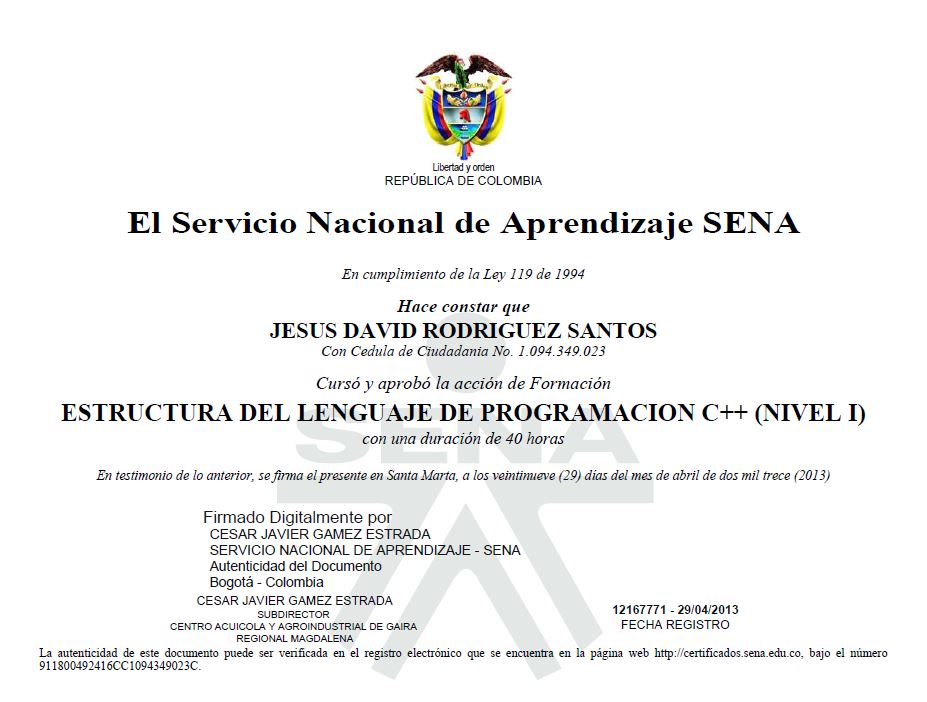 Libertad y orden
REPÚBLICA DE COLOMBIA
El Servicio Nacional de Aprendizaje SENA
En cumplimiento de la Ley 119 de 1994
Hace constar que
JESUS DAVID RODRIGUEZ SANTOS
Con Cedula de Ciudadania No. 1.094.349.023
Cursó y aprobó la acción de Formación
ESTRUCTURA DEL LENGUAJE DE PROGRAMACION C++ (NIVEL I)
SENA
con una duración de 40 horas
En testimonio de lo anterior, se firma el presente en Santa Marta, a los veintinueve (29) días del mes de abril de dos mil trece (2013)
Firmado Digitalmente por
CESAR JAVIER GAMEZ ESTRADA
SERVICIO NACIONAL DE APRENDIZAJE - SENA
Autenticidad del Documento
Bogotá - Colombia
CESAR JAVIER GAMEZ ESTRADA
SUBDIRECTOR
CENTRO ACUICOLA Y AGROINDUSTRIAL DE GAIRA
REGIONAL MAGDALENA
12167771 - 29/04/2013
FECHA REGISTRO
La autenticidad de este documento puede ser verificada en el registro electrónico que se encuentra en la página web http://certificados.sena.edu.co, bajo el número
911800492416CC1094349023C.